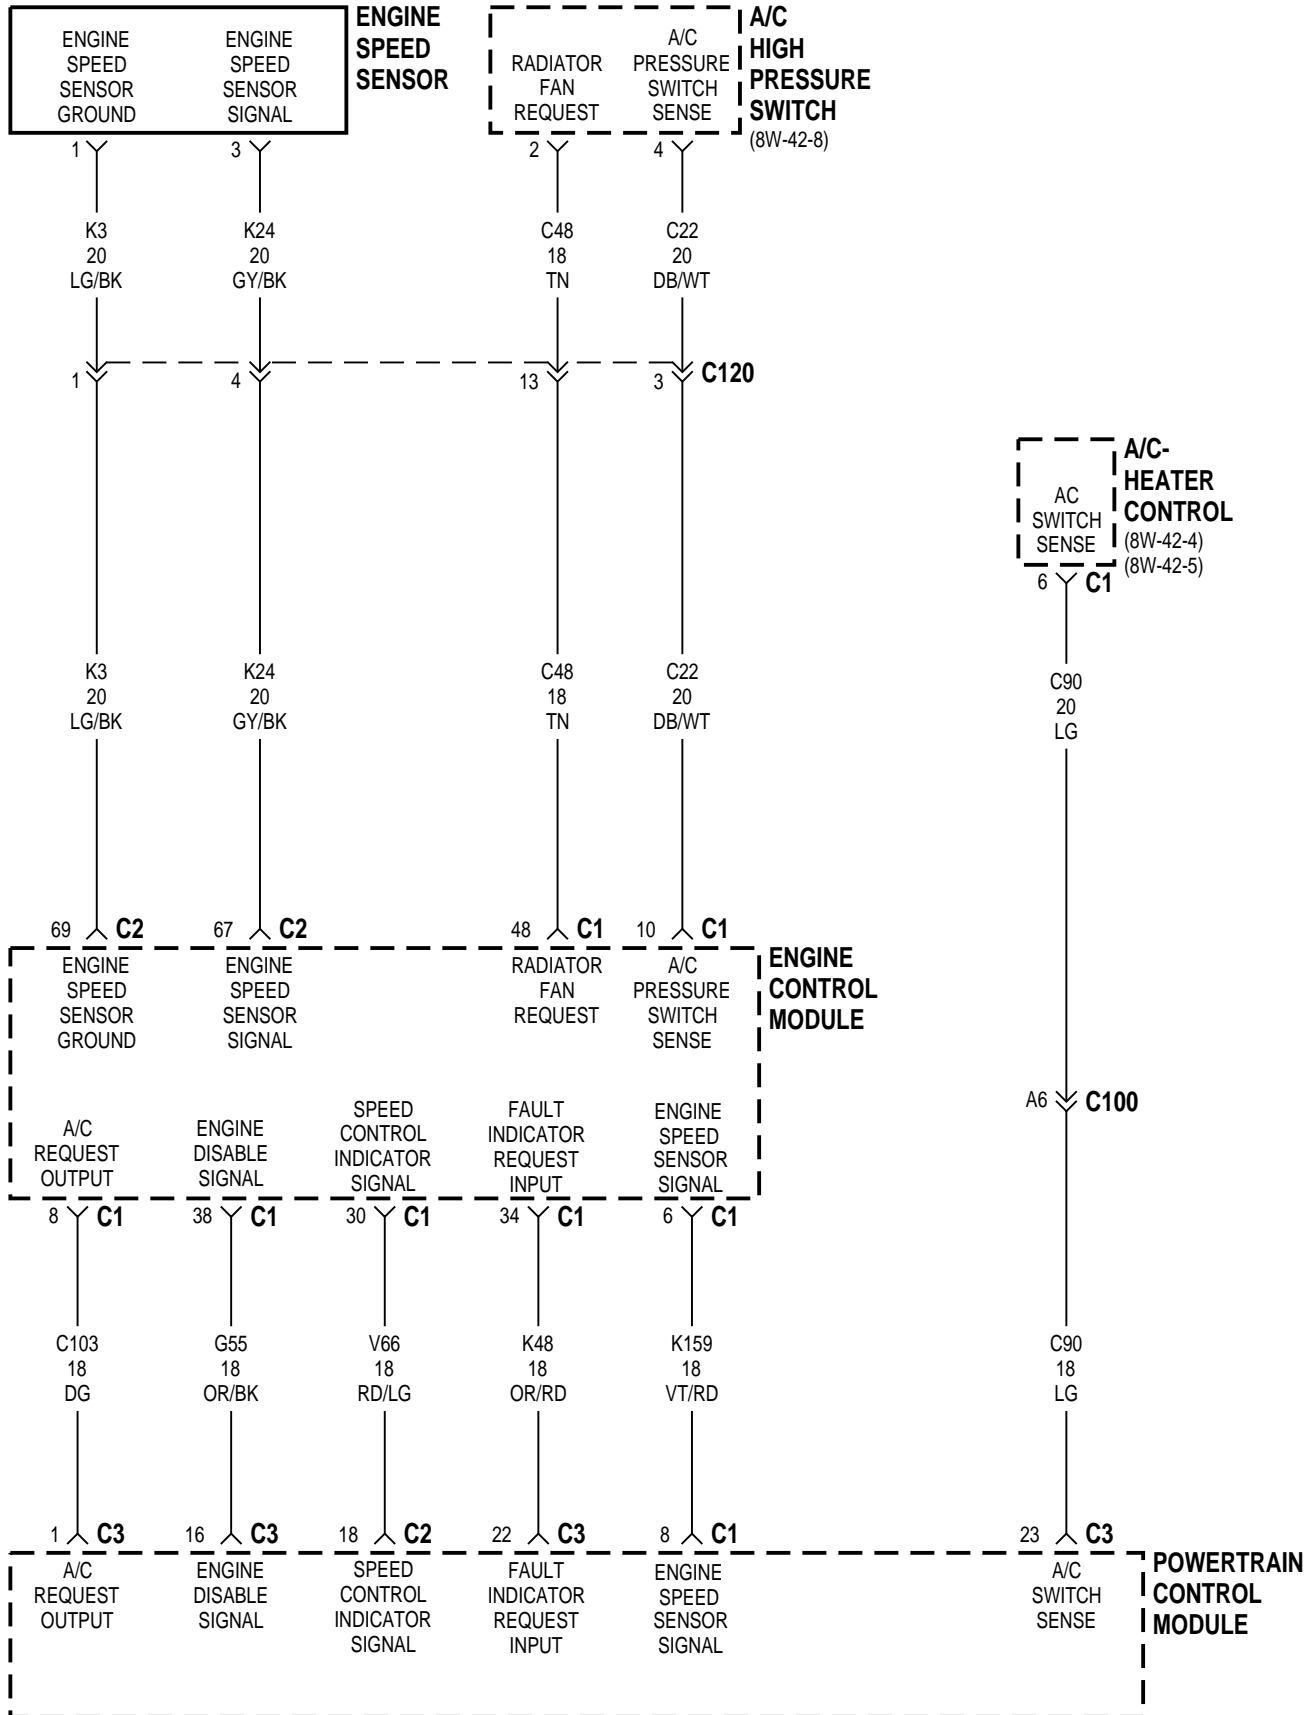 ENGINE
SPEED
SENSOR
GROUND
ENGINE
SPEED
SENSOR
SIGNAL
ENGINE
SPEED
SENSOR
RADIATOR
FAN
REQUEST
A/C
PRESSURE
SWITCH
SENSE
A/C
HIGH
PRESSURE
SWITCH
(8W-42-8)
1
3
2
4
K3
20
LG/BK
K24
20
GY/BK
C48
18
TN
C22
20
DB/WT
1
4
13
3
C120
A/C-
HEATER
CONTROL
(8W-42-4)
(8W-42-5)
AC
SWITCH
SENSE
6
C1
K3
20
LG/BK
K24
20
GY/BK
C48
18
TN
C22
20
DB/WT
C90
20
LG
69 C2
67 C2
48 C1
10 C1
ENGINE
SPEED
SENSOR
GROUND
ENGINE
SPEED
SENSOR
SIGNAL
RADIATOR
FAN
REQUEST
A/C
PRESSURE
SWITCH
SENSE
ENGINE
CONTROL
MODULE
A6 C100
A/C
REQUEST
OUTPUT
ENGINE
DISABLE
SIGNAL
SPEED
CONTROL
INDICATOR
SIGNAL
FAULT
INDICATOR
REQUEST
INPUT
ENGINE
SPEED
SENSOR
SIGNAL
8 C1
38 C1
30 C1
34 C1
6 C1
C103
18
DG
G55
18
OR/BK
V66
18
RD/LG
K48
18
OR/RD
K159
18
VT/RD
C90
18
LG
1 C3
16 C3
18 C2
22 C3
8 C1
23 C3
A/C
REQUEST
OUTPUT
ENGINE
DISABLE
SIGNAL
SPEED
CONTROL
INDICATOR
SIGNAL
FAULT
INDICATOR
REQUEST
INPUT
ENGINE
SPEED
SENSOR
SIGNAL
A/C
SWITCH
SENSE
POWERTRAIN
CONTROL
MODULE